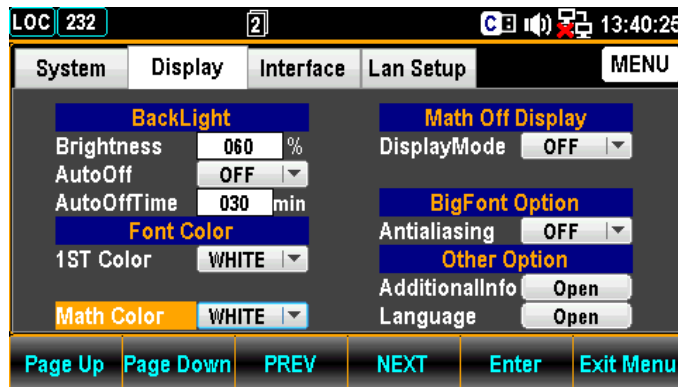 LOC 232 2 C 13:40:25
System Display Interface Lan Setup MENU
BackLight
Brightness 060 %
AutoOff OFF
AutoOffTime 030 min
Font Color
1ST Color WHITE
Math Color WHITE
Math Off Display
DisplayMode OFF
BigFont Option
Antialiasing OFF
Other Option
AdditionalInfo Open
Language Open
Page Up Page Down PREV NEXT Enter Exit Menu